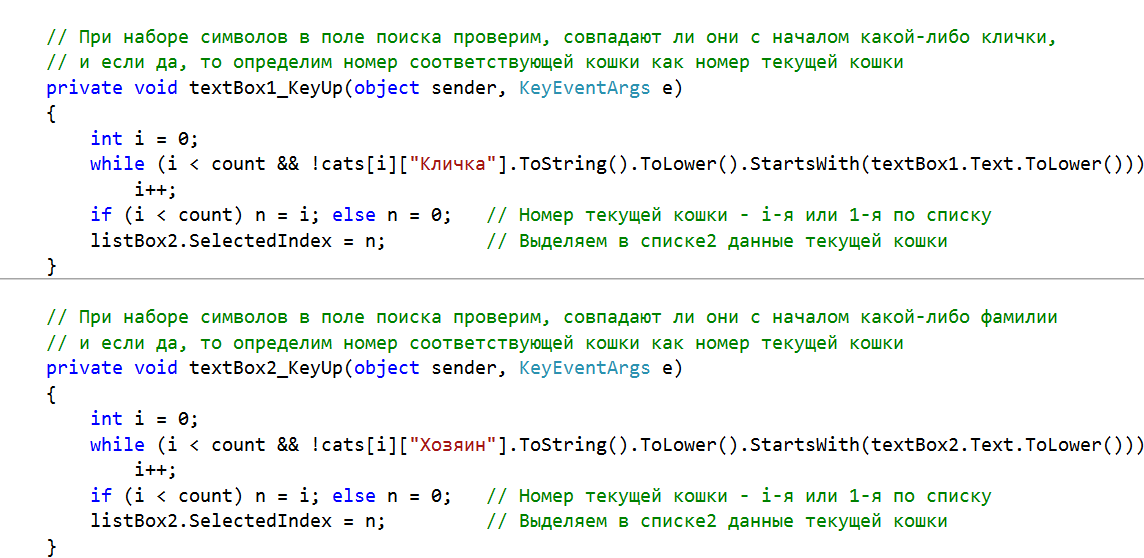 // При наборе символов в поле поиска проверим, совпадают ли они с началом какой-либо клички,
// и если да, то определим номер соответствующей кошки как номер текущей кошки
private void textBox1_KeyUp(object sender, KeyEventArgs e)
{
int i = 0;
while (i < count && !cats[i]["Кличка"].ToString().ToLower().StartsWith(textBox1.Text.ToLower()))
i++;
if (i < count) n = i; else n = 0; // Номер текущей кошки - i-я или 1-я по списку
listBox2.SelectedIndex = n; // Выделяем в списке2 данные текущей кошки
}
// При наборе символов в поле поиска проверим, совпадают ли они с началом какой-либо фамилии
// и если да, то определим номер соответствующей кошки как номер текущей кошки
private void textBox2_KeyUp(object sender, KeyEventArgs e)
{
int i = 0;
while (i < count && !cats[i]["Хозяин"].ToString().ToLower().StartsWith(textBox2.Text.ToLower()))
i++;
if (i < count) n = i; else n = 0; // Номер текущей кошки - i-я или 1-я по списку
listBox2.SelectedIndex = n; // Выделяем в списке2 данные текущей кошки
}